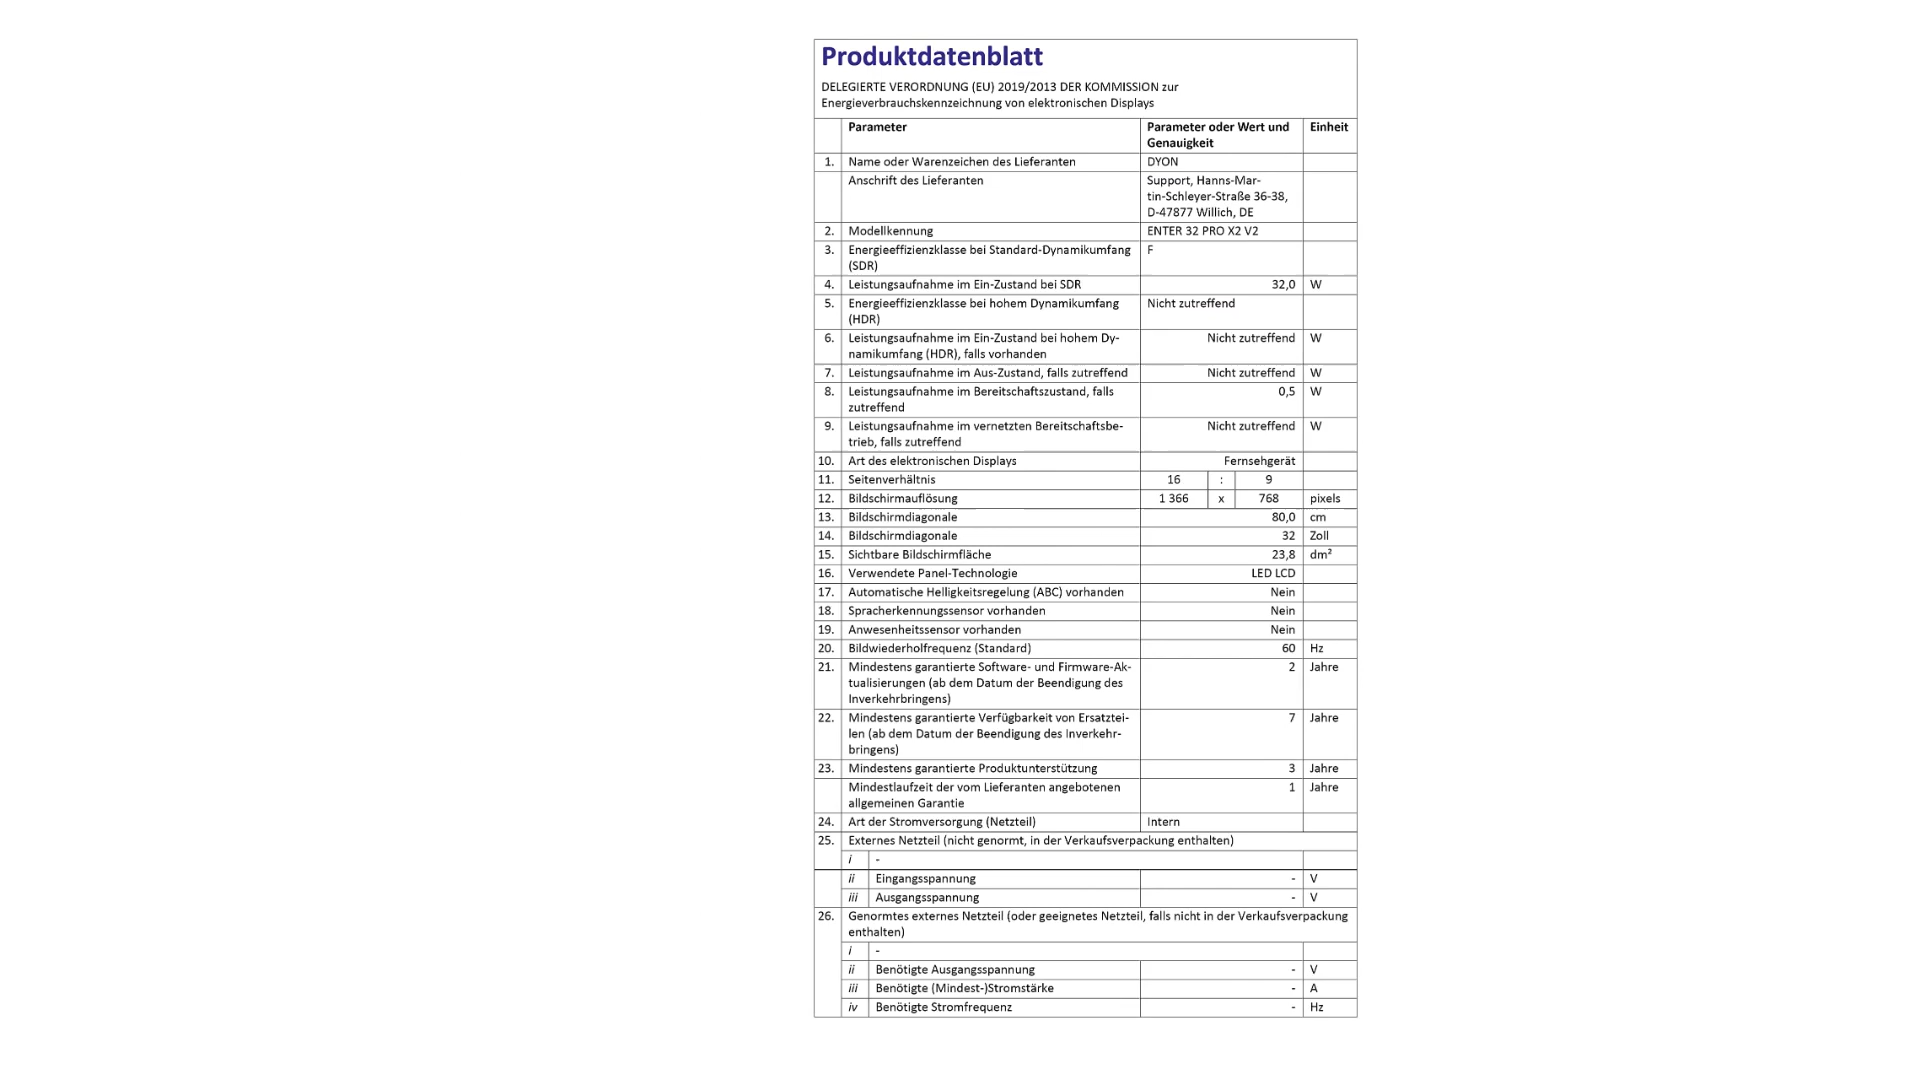 Produktdatenblatt
DELEGIERTE VERORDNUNG (EU) 2019/2013 DER KOMMISSION zur
Energieverbrauchskennzeichnung von elektronischen Displays
Parameter Parameter oder Wert und Einheit
Genauigkeit
1. Name oder Warenzeichen des Lieferanten DYON
Anschrift des Lieferanten Support, Hanns-Mar-
tin-Schleyer-Straße 36-38,
D-47877 Willich, DE
2. Modellkennung ENTER 32 PRO X2 V2
3. Energieeffizienzklasse bei Standard-Dynamikumfang F
(SDR)
4. Leistungsaufnahme im Ein-Zustand bei SDR 32,0 W
5. Energieeffizienzklasse bei hohem Dynamikumfang Nicht zutreffend
(HDR)
6. Leistungsaufnahme im Ein-Zustand bei hohem Dy- Nicht zutreffend W
namikumfang (HDR), falls vorhanden
7. Leistungsaufnahme im Aus-Zustand, falls zutreffend Nicht zutreffend W
8. Leistungsaufnahme im Bereitschaftszustand, falls 0,5 W
zutreffend
9. Leistungsaufnahme im vernetzten Bereitschaftsbe- Nicht zutreffend W
trieb, falls zutreffend
10. Art des elektronischen Displays Fernsehgerät
11. Seitenverhältnis 16 : 9
12. Bildschirmauflösung 1 366 x 768 pixels
13. Bildschirmdiagonale 80,0 cm
14. Bildschirmdiagonale 32 Zoll
15. Sichtbare Bildschirmfläche 23,8 dm²
16. Verwendete Panel-Technologie LED LCD
17. Automatische Helligkeitsregelung (ABC) vorhanden Nein
18. Spracherkennungssensor vorhanden Nein
19. Anwesenheitssensor vorhanden Nein
20. Bildwiederholfrequenz (Standard) 60 Hz
21. Mindestens garantierte Software- und Firmware-Ak- 2 Jahre
tualisierungen (ab dem Datum der Beendigung des
Inverkehrbringens)
22. Mindestens garantierte Verfügbarkeit von Ersatztei- 7 Jahre
len (ab dem Datum der Beendigung des Inverkehr-
bringens)
23. Mindestens garantierte Produktunterstützung 3 Jahre
Mindestlaufzeit der vom Lieferanten angebotenen 1 Jahre
allgemeinen Garantie
24. Art der Stromversorgung (Netzteil) Intern
25. Externes Netzteil (nicht genormt, in der Verkaufsverpackung enthalten)
i -
ii Eingangsspannung - V
iii Ausgangsspannung - V
26. Genormtes externes Netzteil (oder geeignetes Netzteil, falls nicht in der Verkaufsverpackung
enthalten)
i -
ii Benötigte Ausgangsspannung - V
iii Benötigte (Mindest-)Stromstärke - A
iv Benötigte Stromfrequenz - Hz